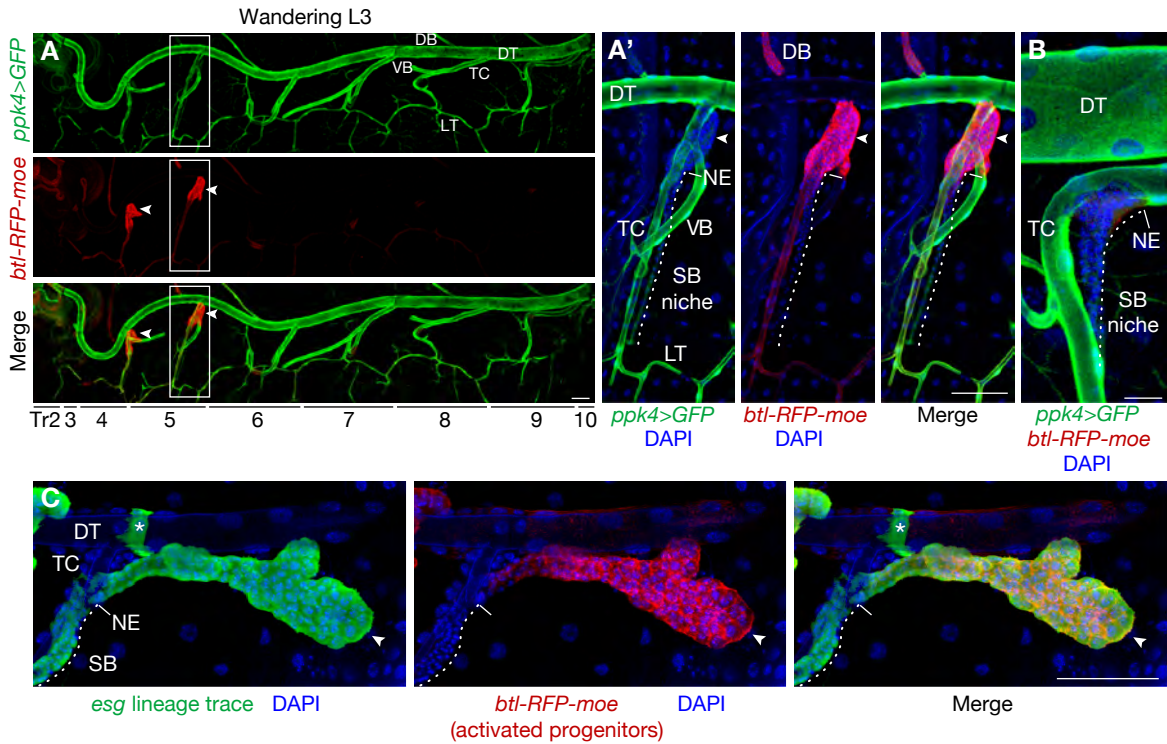 Wandering L3
A
ppk4>GFP
DB
VB
DT
TC
LT
btl-RFP-moe
Merge
Tr2 3 4 5 6 7 8 9 10
A’
DT
NE
TC
VB
SB
niche
LT
ppk4>GFP
DAPI
DB
btl-RFP-moe
DAPI
Merge
B
DT
TC
NE
SB
niche
ppk4>GFP
btl-RFP-moe
DAPI
C
DT
*
TC
NE
SB
esg lineage trace DAPI
btl-RFP-moe DAPI
(activated progenitors)
*
Merge